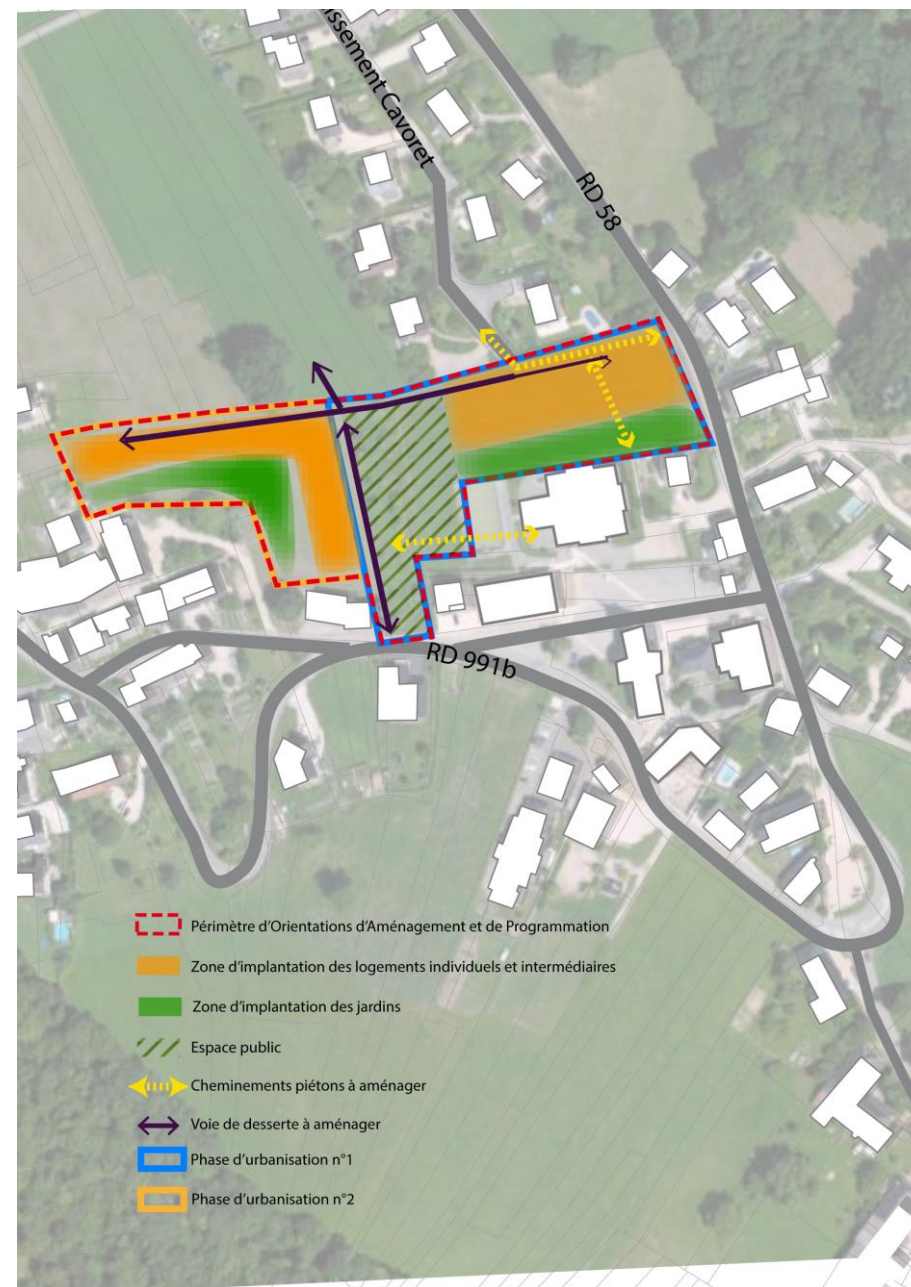 issement Cavoret
RD 58
RD 991b
Périmètre d'Orientations d'Aménagement et de Programmation
Zone d'implantation des logements individuels et intermédiaires
Zone d'implantation des jardins
Espace public
Cheminements piétons à aménager
Voie de desserte à aménager
Phase d'urbanisation n°1
Phase d'urbanisation n°2